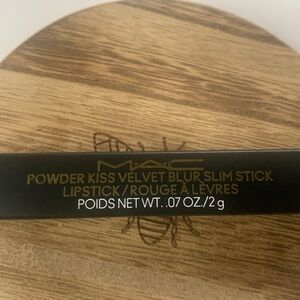 MAC
POWDER KISS VELVET BLUR SLIM STICK
LIPSTICK / ROUGE À LÈVRES
POIDS NET WT. .07 OZ./2 g